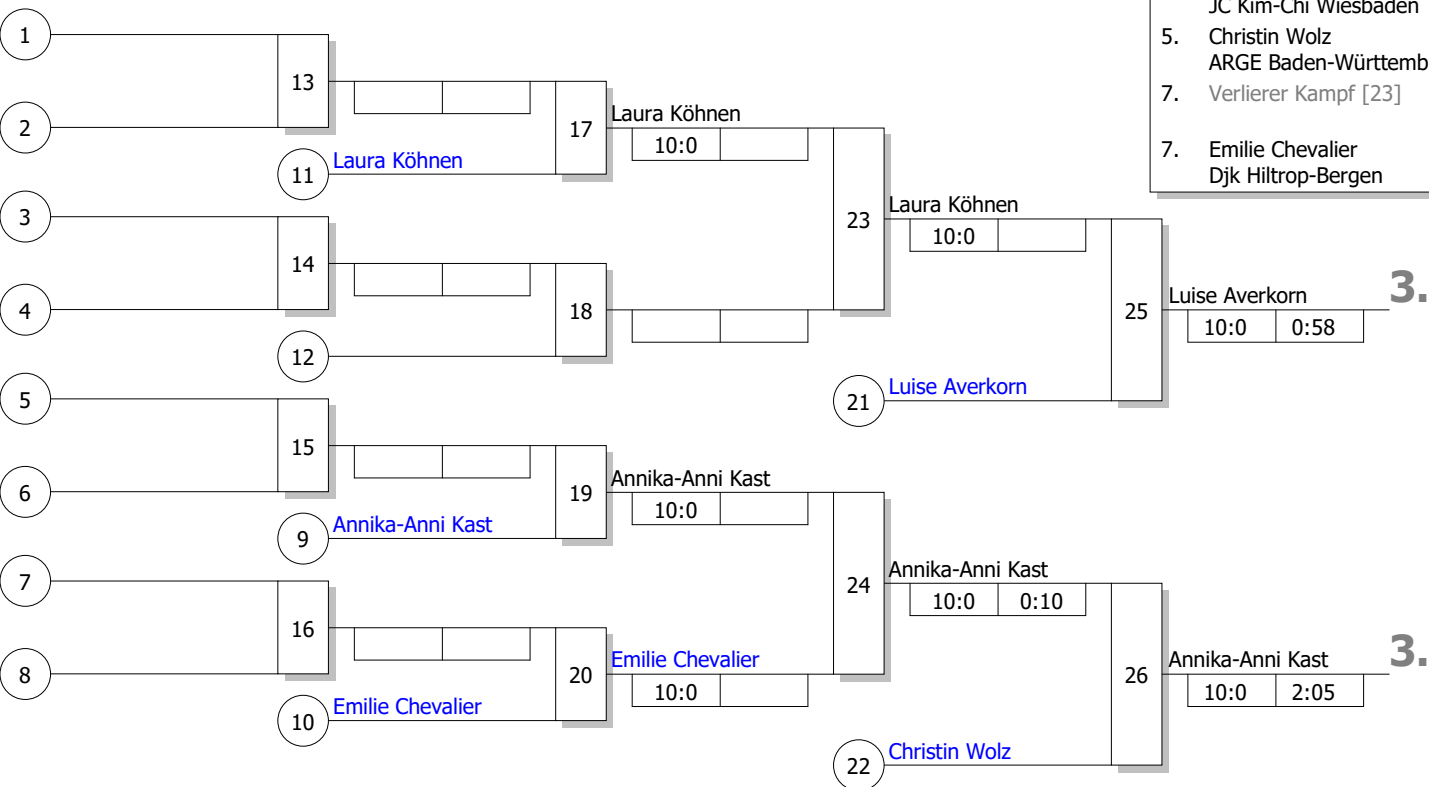 JC Kim-Chi Wiesbaden
5. Christin Wolz
ARGE Baden-Württemb
7. Verlierer Kampf [23]
7. Emilie Chevalier
Djk Hiltrop-Bergen
1
13
2
17
Laura Köhnen
10:0
11
Laura Köhnen
3
23
Laura Köhnen
10:0
14
4
18
12
25
Luise Averkorn
3.
10:0 0:58
21
Luise Averkorn
5
15
6
19
Annika-Anni Kast
10:0
9
Annika-Anni Kast
7
24
Annika-Anni Kast
10:0 0:10
16
8
20
Emilie Chevalier
10:0
10
Emilie Chevalier
26
Annika-Anni Kast
3.
10:0 2:05
22
Christin Wolz